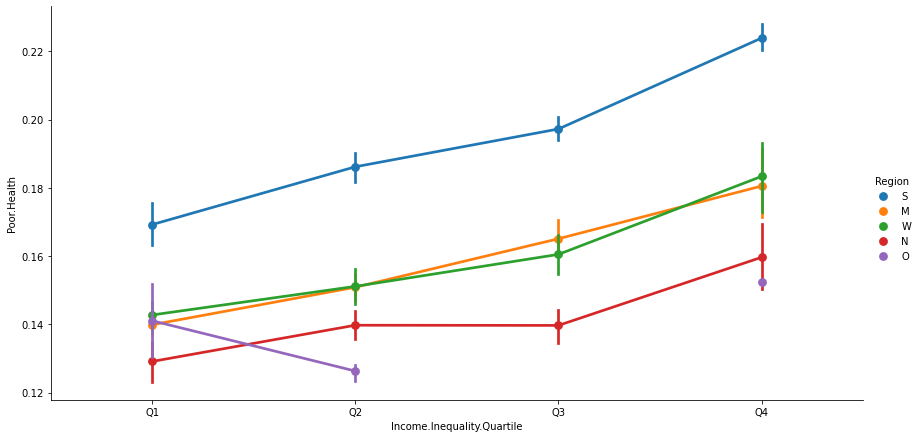 0.22
0.20
0.18
0.16
0.14
0.12
Poor.Health
Q1 Q2 Q3 Q4
Income.Inequality.Quartile
Region
S
M
W
N
O